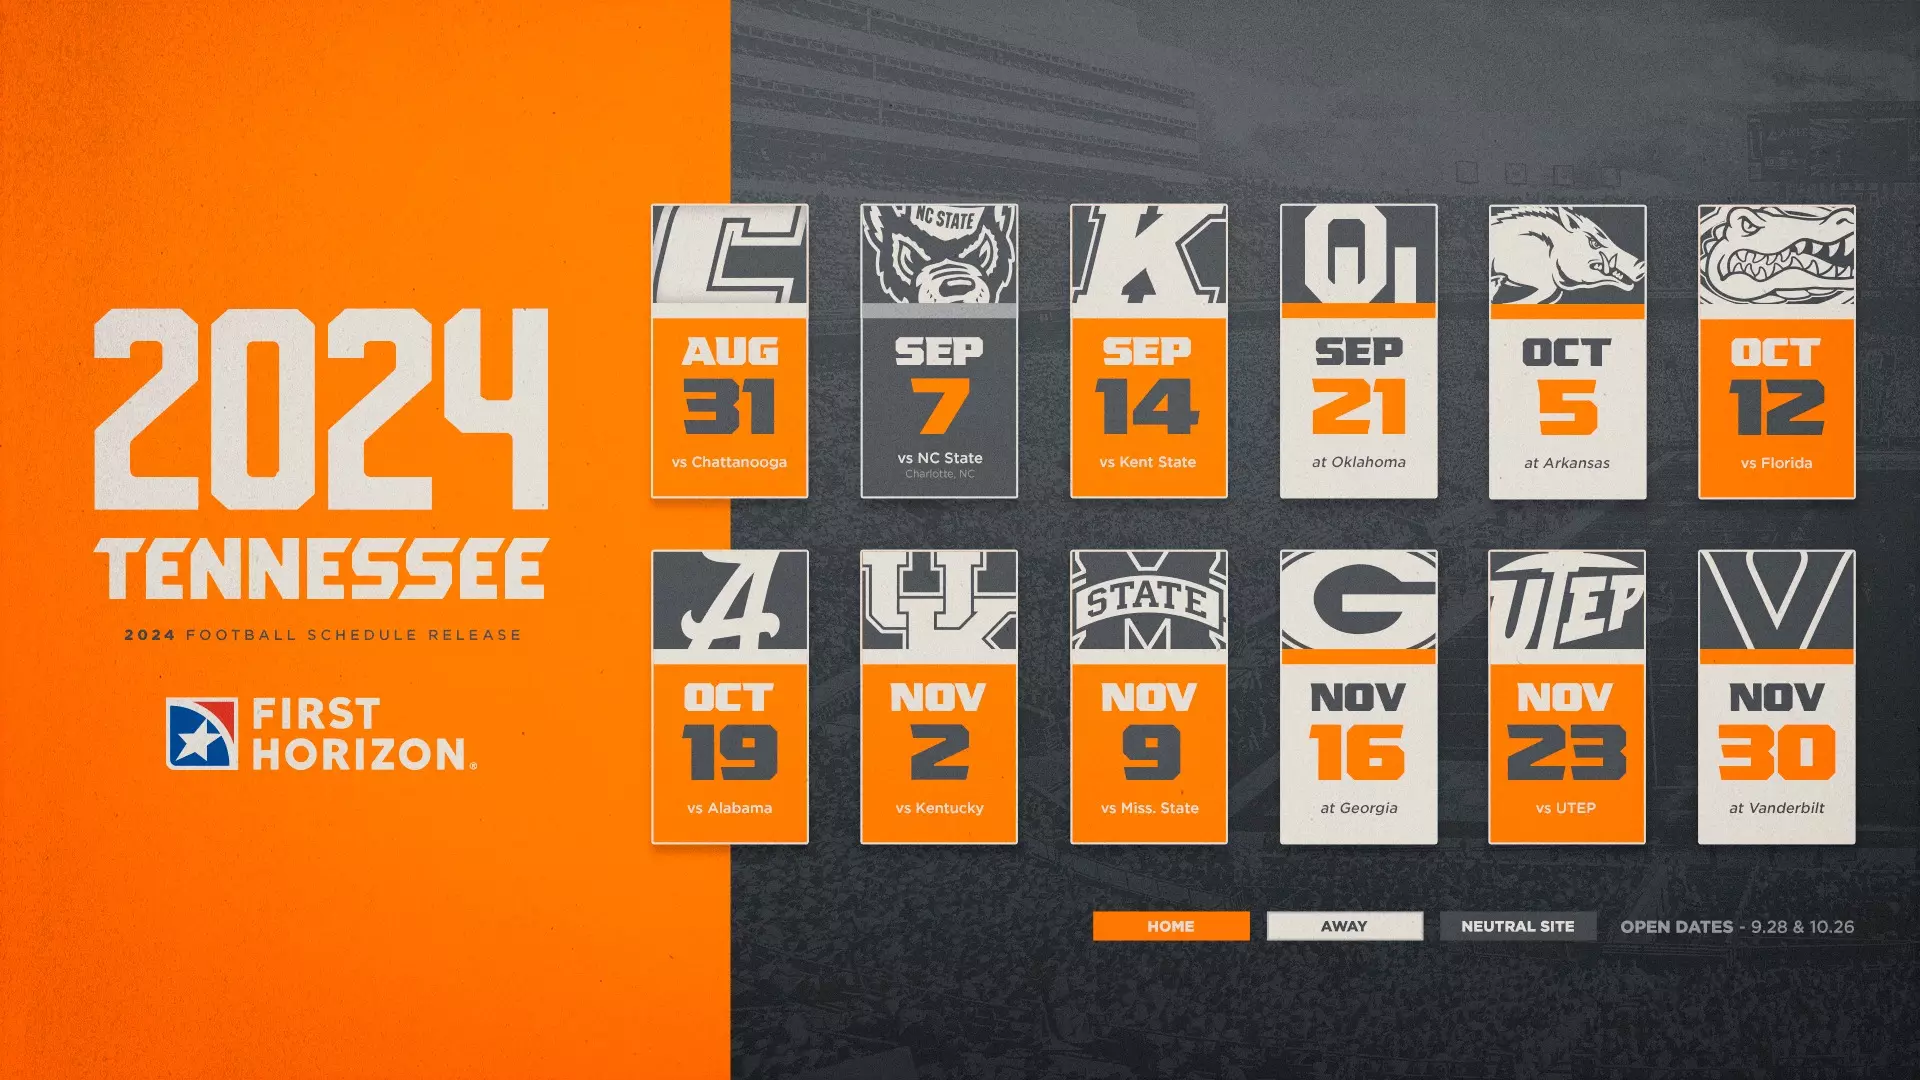 2024
TENNESSEE
2024 FOOTBALL SCHEDULE RELEASE
FIRST
HORIZON®
AUG
31
vs Chattanooga
NC STATE
SEP
7
vs NC State
Charlotte, NC
SEP
14
vs Kent State
SEP
21
at Oklahoma
OCT
5
at Arkansas
OCT
12
vs Florida
OCT
19
vs Alabama
UK
NOV
2
vs Kentucky
STATE
M
NOV
9
vs Miss. State
G
NOV
16
at Georgia
UTEP
NOV
23
vs UTEP
V
NOV
30
at Vanderbilt
HOME
AWAY
NEUTRAL SITE
OPEN DATES - 9.28 & 10.26